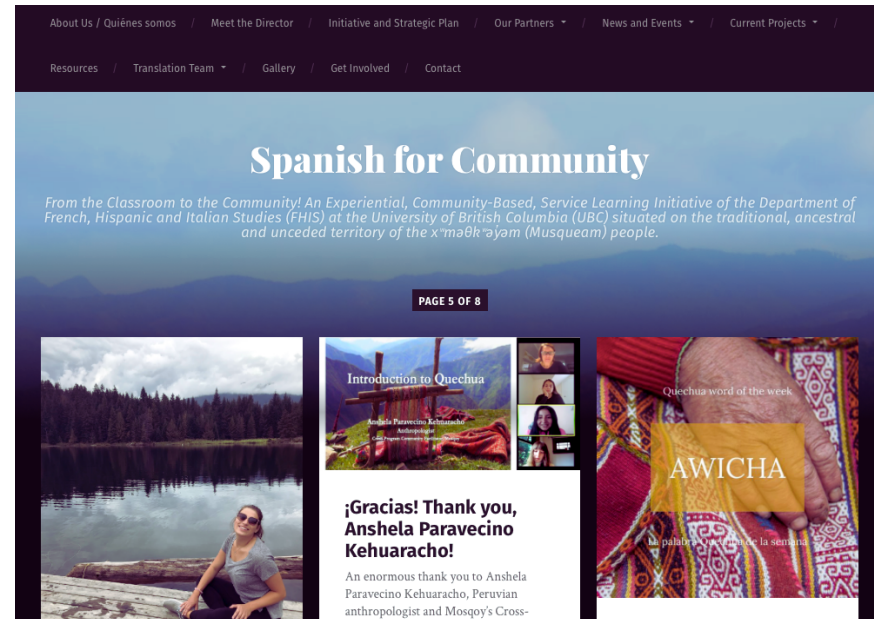 About Us / Quiénes somos / Meet the Director / Initiative and Strategic Plan / Our Partners / News and Events / Current Projects /
Resources / Translation Team / Gallery / Get Involved / Contact
Spanish for Community
From the Classroom to the Community! An Experiential, Community-Based, Service Learning Initiative of the Department of
French, Hispanic and Italian Studies (FHIS) at the University of British Columbia (UBC) situated on the traditional, ancestral
and unceded territory of the xʷməθkʷəy̓əm (Musqueam) people.
PAGE 5 OF 8
Introduction to Quechua
Anshela Paravecino Kehuaracho
Anthropologist
¡Gracias! Thank you,
Anshela Paravecino
Kehuaracho!
An enormous thank you to Anshela
Paravecino Kehuaracho, Peruvian
anthropologist and Mosqoy's Cross-
Quechua word of the week
AWICHA
La palabra Quechua de la semana